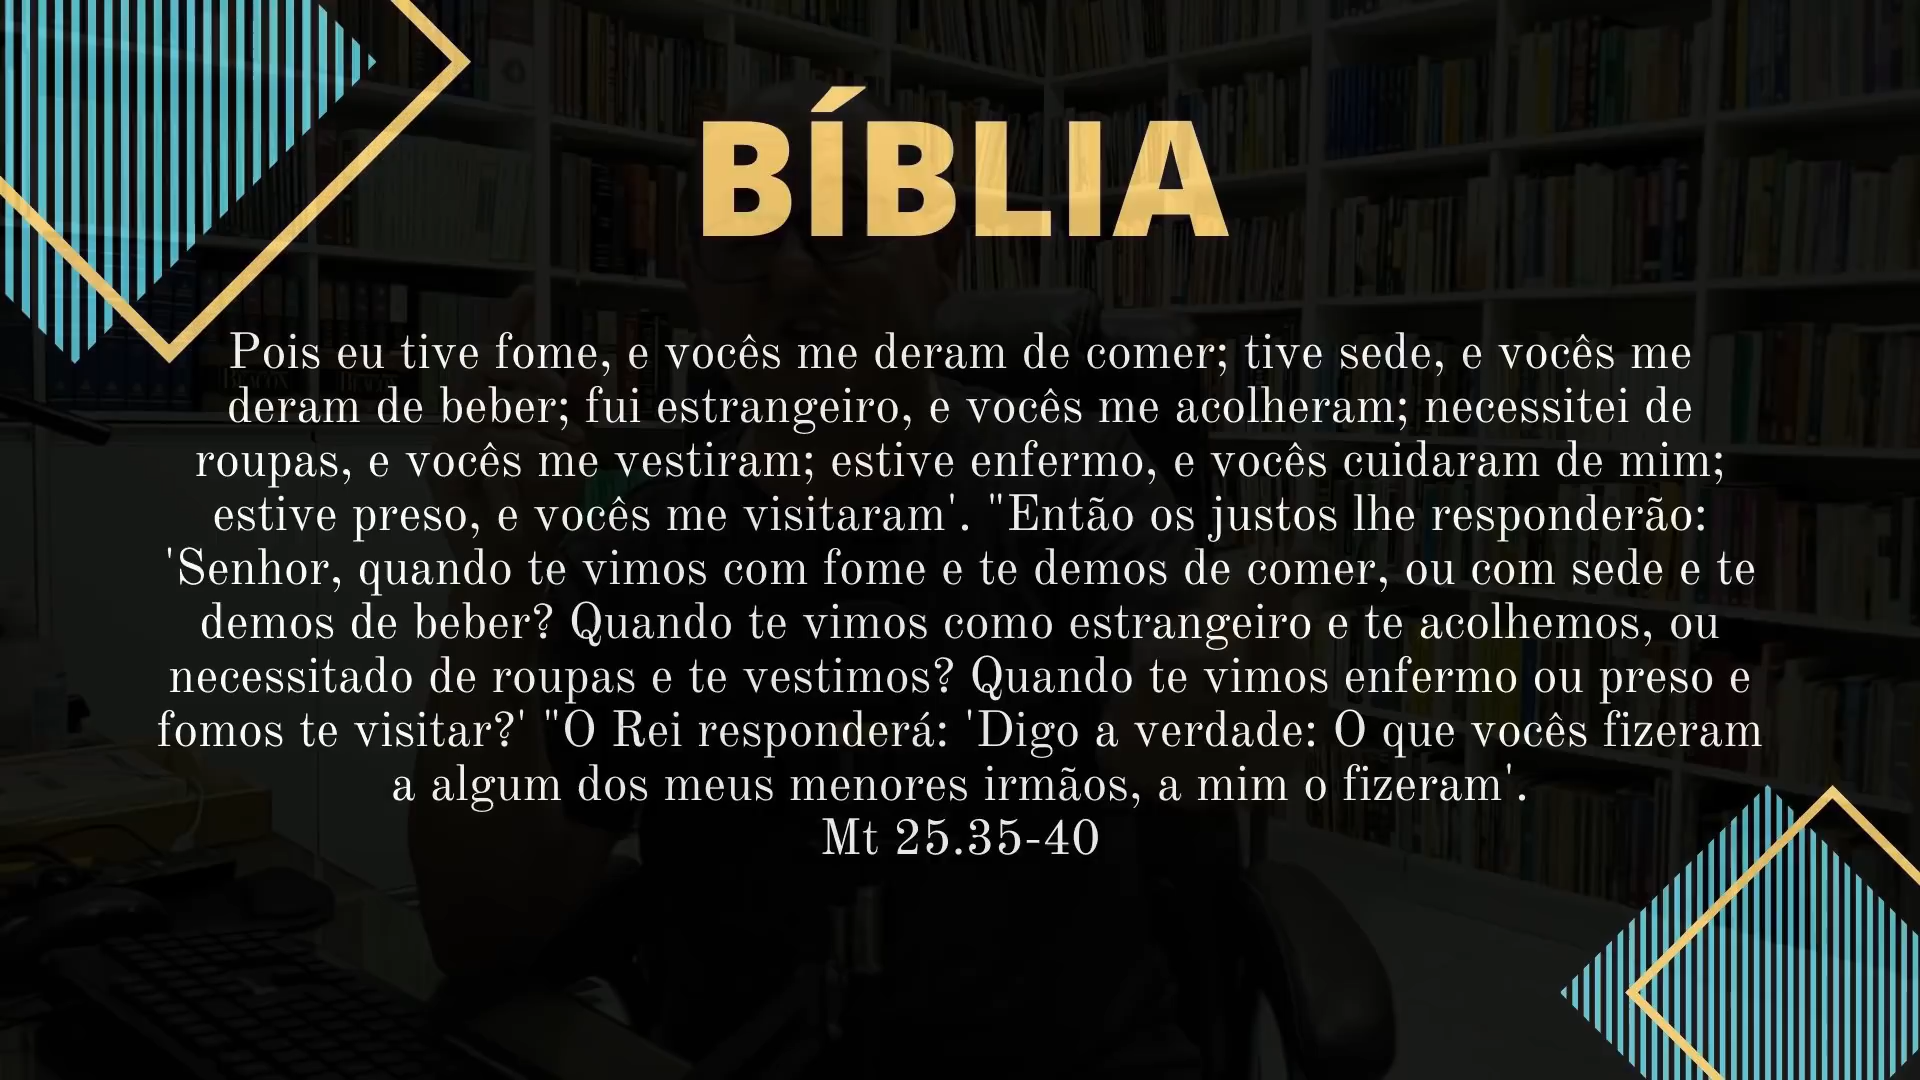 BÍBLIA
Pois eu tive fome, e vocês me deram de comer; tive sede, e vocês me
deram de beber; fui estrangeiro, e vocês me acolheram; necessitei de
roupas, e vocês me vestiram; estive enfermo, e vocês cuidaram de mim;
estive preso, e vocês me visitaram'. "Então os justos lhe responderão:
'Senhor, quando te vimos com fome e te demos de comer, ou com sede e te
demos de beber? Quando te vimos como estrangeiro e te acolhemos, ou
necessitado de roupas e te vestimos? Quando te vimos enfermo ou preso e
fomos te visitar?' "O Rei responderá: 'Digo a verdade: O que vocês fizeram
a algum dos meus menores irmãos, a mim o fizeram'.
Mt 25.35-40